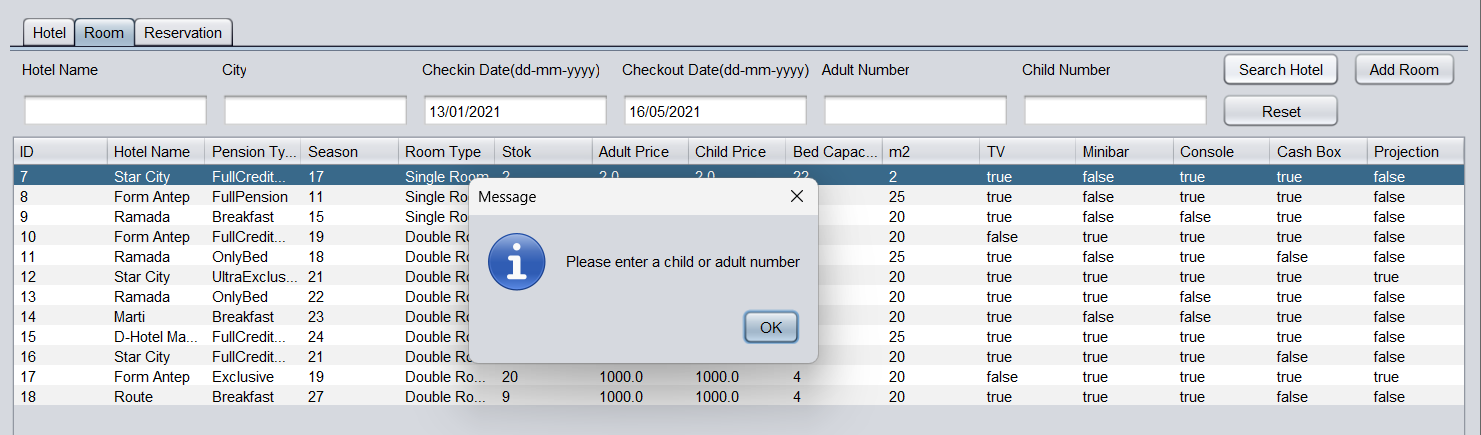 Hotel Room Reservation
Hotel Name City Checkin Date(dd-mm-yyyy) Checkout Date(dd-mm-yyyy) Adult Number Child Number Search Hotel Add Room
13/01/2021 16/05/2021 Reset
ID Hotel Name Pension Ty... Season Room Type Stok Adult Price Child Price Bed Capac... m2 TV Minibar Console Cash Box Projection
7 Star City FullCredit... 17 Single Room 2 2.0 2.0 22 2 true false true true false
Message
8 Form Antep FullPension 11 Single Ro 25 true false true true false
9 Ramada Breakfast 15 Single Ro 20 true false false true false
10 Form Antep FullCredit... 19 Double Ro 20 false true true true false
11 Ramada OnlyBed 18 Double Ro 25 true true false true false
Please enter a child or adult number
12 Star City UltraExclus... 21 Double Ro 20 true true true true true
13 Ramada OnlyBed 22 Double Ro 20 true true false true false
14 Marti Breakfast 23 Double Ro 20 true false false true false
OK
15 D-Hotel Ma... FullCredit... 24 Double Ro 25 true true true true false
16 Star City FullCredit... 21 Double Ro 20 true true true false false
17 Form Antep Exclusive 19 Double Ro... 20 1000.0 1000.0 4 20 false true true true true
18 Route Breakfast 27 Double Ro... 9 1000.0 1000.0 4 20 true true true false false